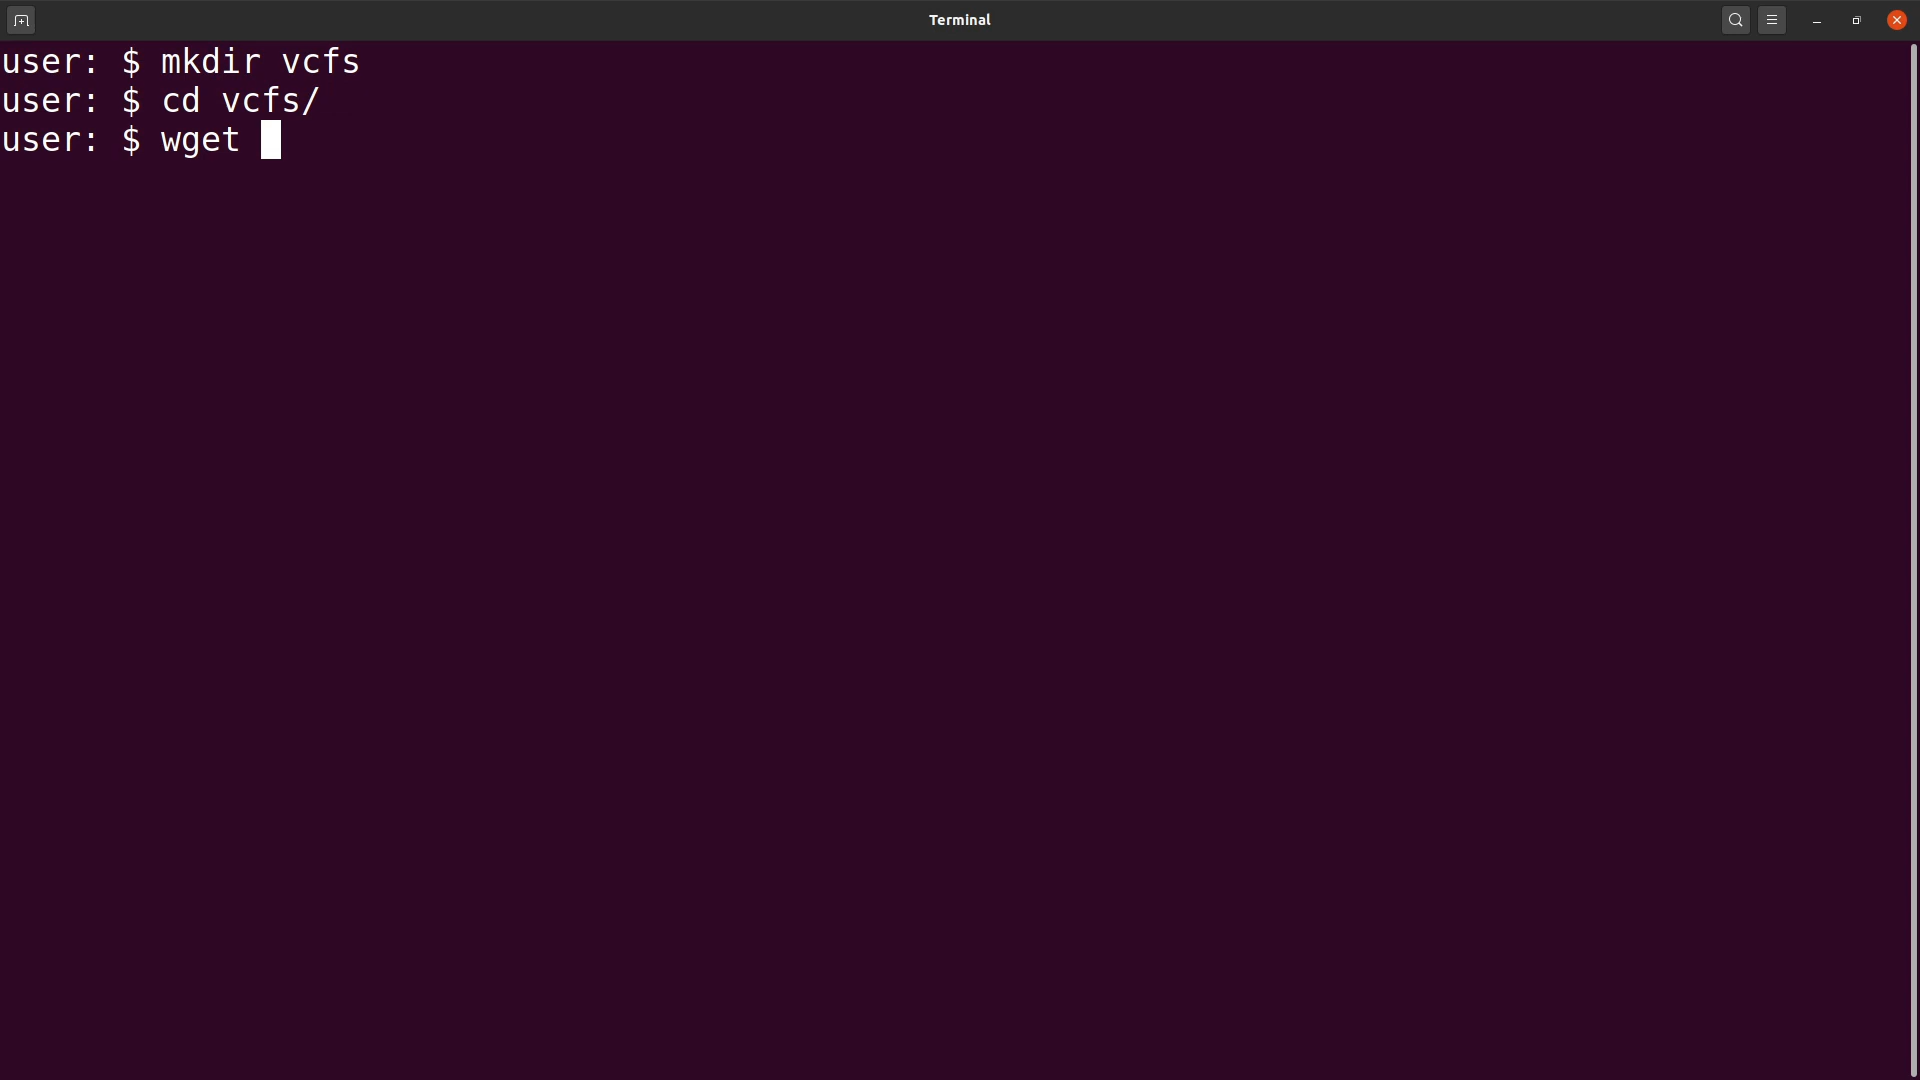 Terminal
user: $ mkdir vcfs
user: $ cd vcfs/
user: $ wget